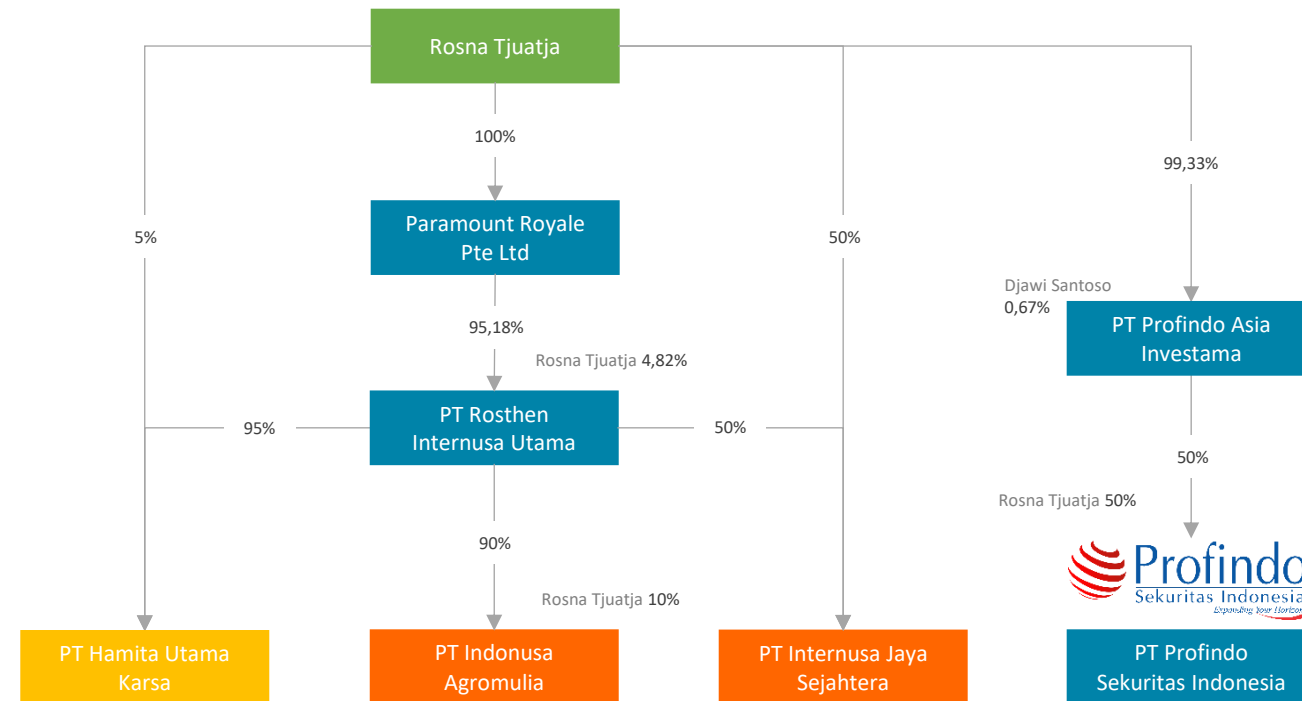 Rosna Tjuatja
100%
99,33%
Paramount Royale
Pte Ltd
5%
50%
Djawi Santoso
0,67%
PT Profindo Asia
Investama
95,18%
Rosna Tjuatja 4,82%
PT Rosthen
Internusa Utama
95%
50%
50%
Rosna Tjuatja 50%
90%
Profindo
Sekuritas Indonesia
Expanding Your Horizon
Rosna Tjuatja 10%
PT Hamita Utama
Karsa
PT Indonusa
Agromulia
PT Internusa Jaya
Sejahtera
PT Profindo
Sekuritas Indonesia